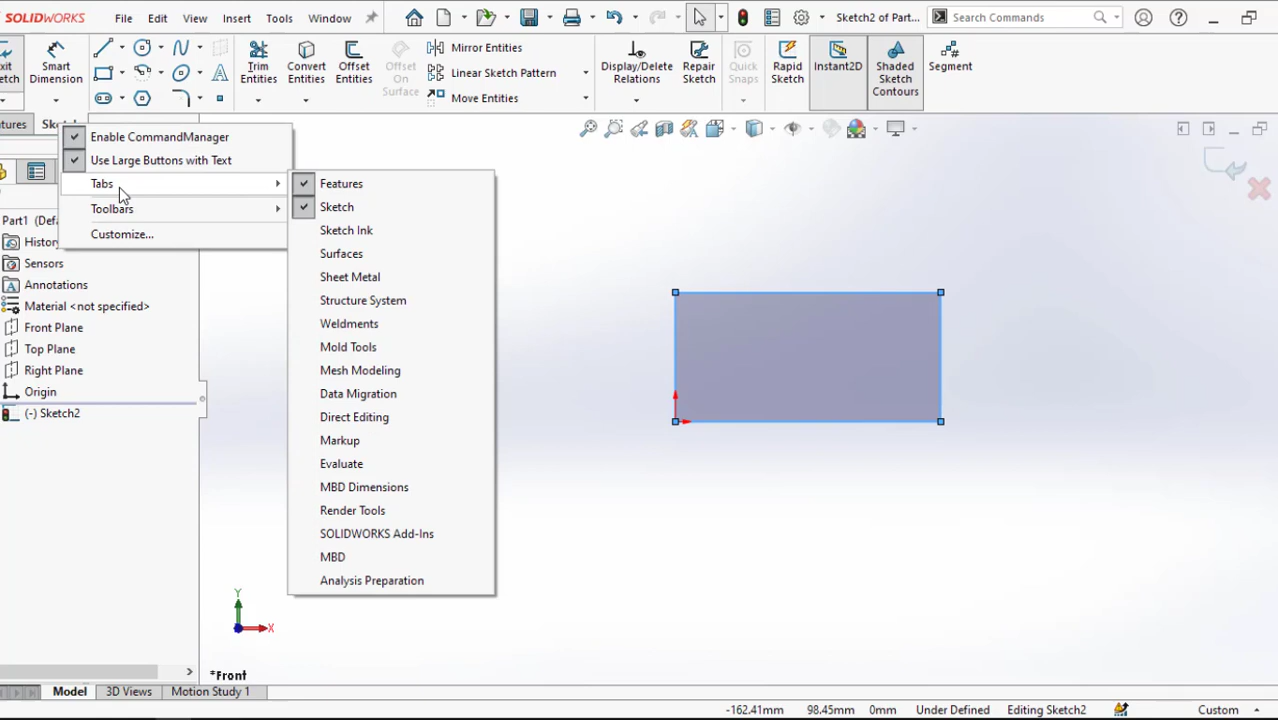 SOLIDWORKS File Edit View Insert Tools Window Sketch2 of Part... Search Commands
Smart Dimension
Trim Entities
Convert Entities
Offset Entities
Offset On Surface
Mirror Entities
Linear Sketch Pattern
Move Entities
Display/Delete Relations
Repair Sketch
Quick Snaps
Rapid Sketch
Instant2D
Shaded Sketch Contours
Segment
Enable CommandManager
Use Large Buttons with Text
Tabs
Toolbars
Customize...
Features
Sketch
Sketch Ink
Surfaces
Sheet Metal
Structure System
Weldments
Mold Tools
Mesh Modeling
Data Migration
Direct Editing
Markup
Evaluate
MBD Dimensions
Render Tools
SOLIDWORKS Add-Ins
MBD
Analysis Preparation
Part1 (Def
Sensors
Annotations
Material <not specified>
Front Plane
Top Plane
Right Plane
Origin
(-) Sketch2
Y
X
*Front
Model 3D Views Motion Study 1
-162.41mm 98.45mm 0mm Under Defined Editing Sketch2 Custom